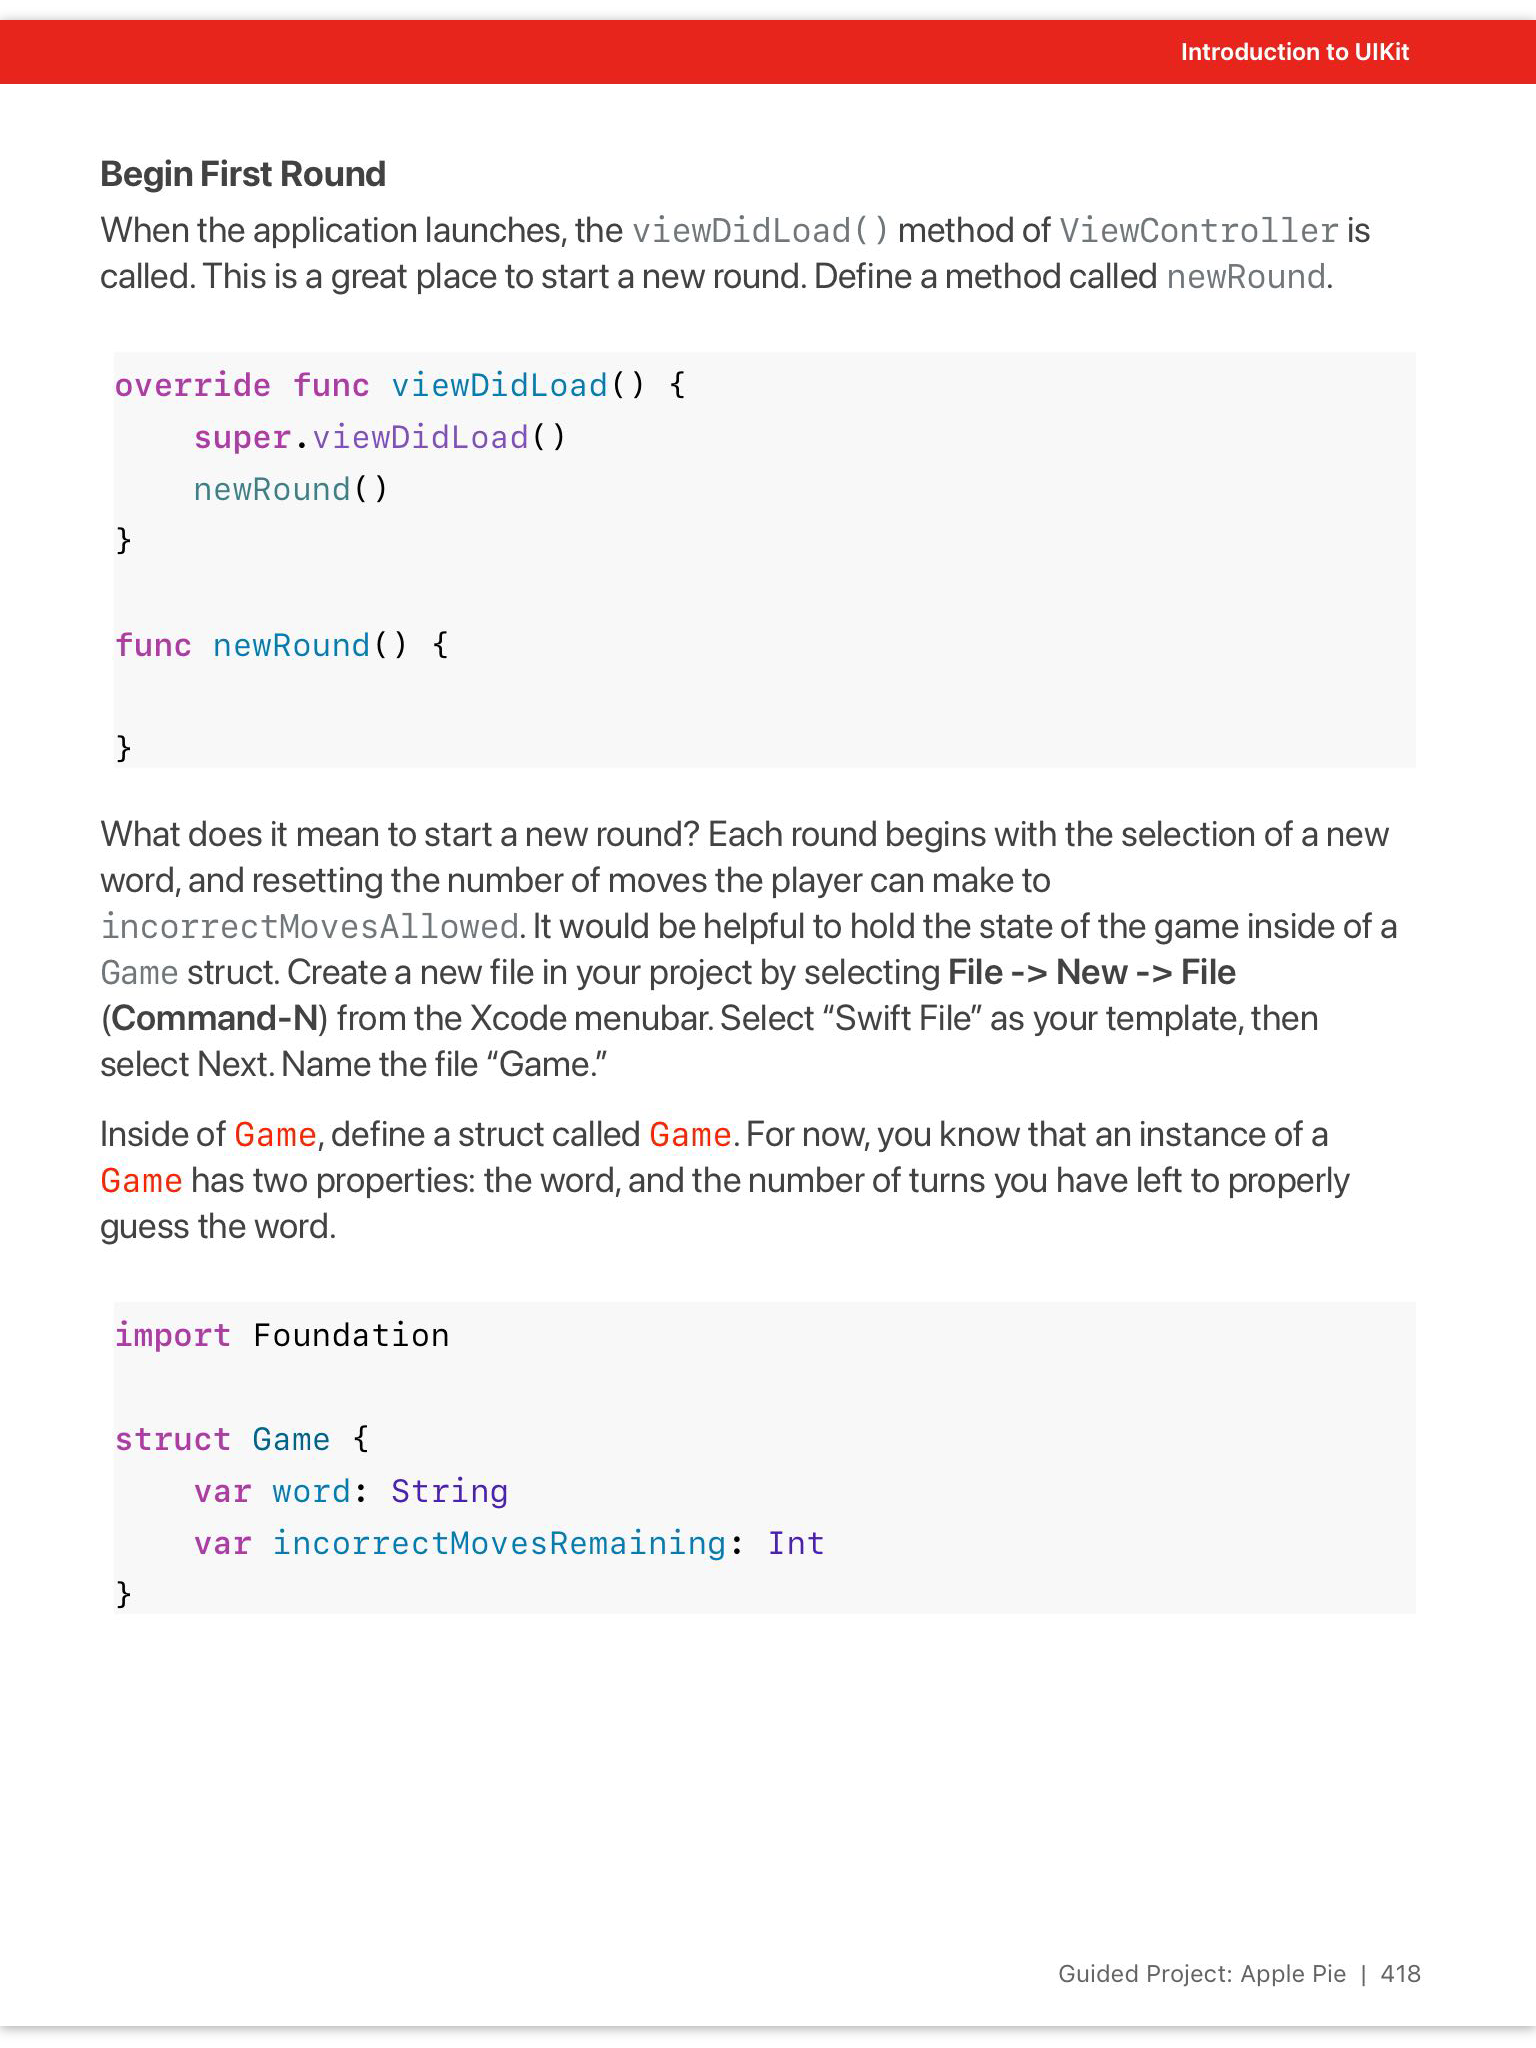 Introduction to UIKit
Begin First Round
When the application launches, the viewDidLoad() method of ViewController is
called. This is a great place to start a new round. Define a method called newRound.
override func viewDidLoad() {
    super.viewDidLoad()
    newRound()
}
func newRound() {
}
What does it mean to start a new round? Each round begins with the selection of a new
word, and resetting the number of moves the player can make to
incorrectMovesAllowed. It would be helpful to hold the state of the game inside of a
Game struct. Create a new file in your project by selecting File -> New -> File
(Command-N) from the Xcode menubar. Select “Swift File” as your template, then
select Next. Name the file “Game.”
Inside of Game, define a struct called Game. For now, you know that an instance of a
Game has two properties: the word, and the number of turns you have left to properly
guess the word.
import Foundation
struct Game {
    var word: String
    var incorrectMovesRemaining: Int
}
Guided Project: Apple Pie | 418